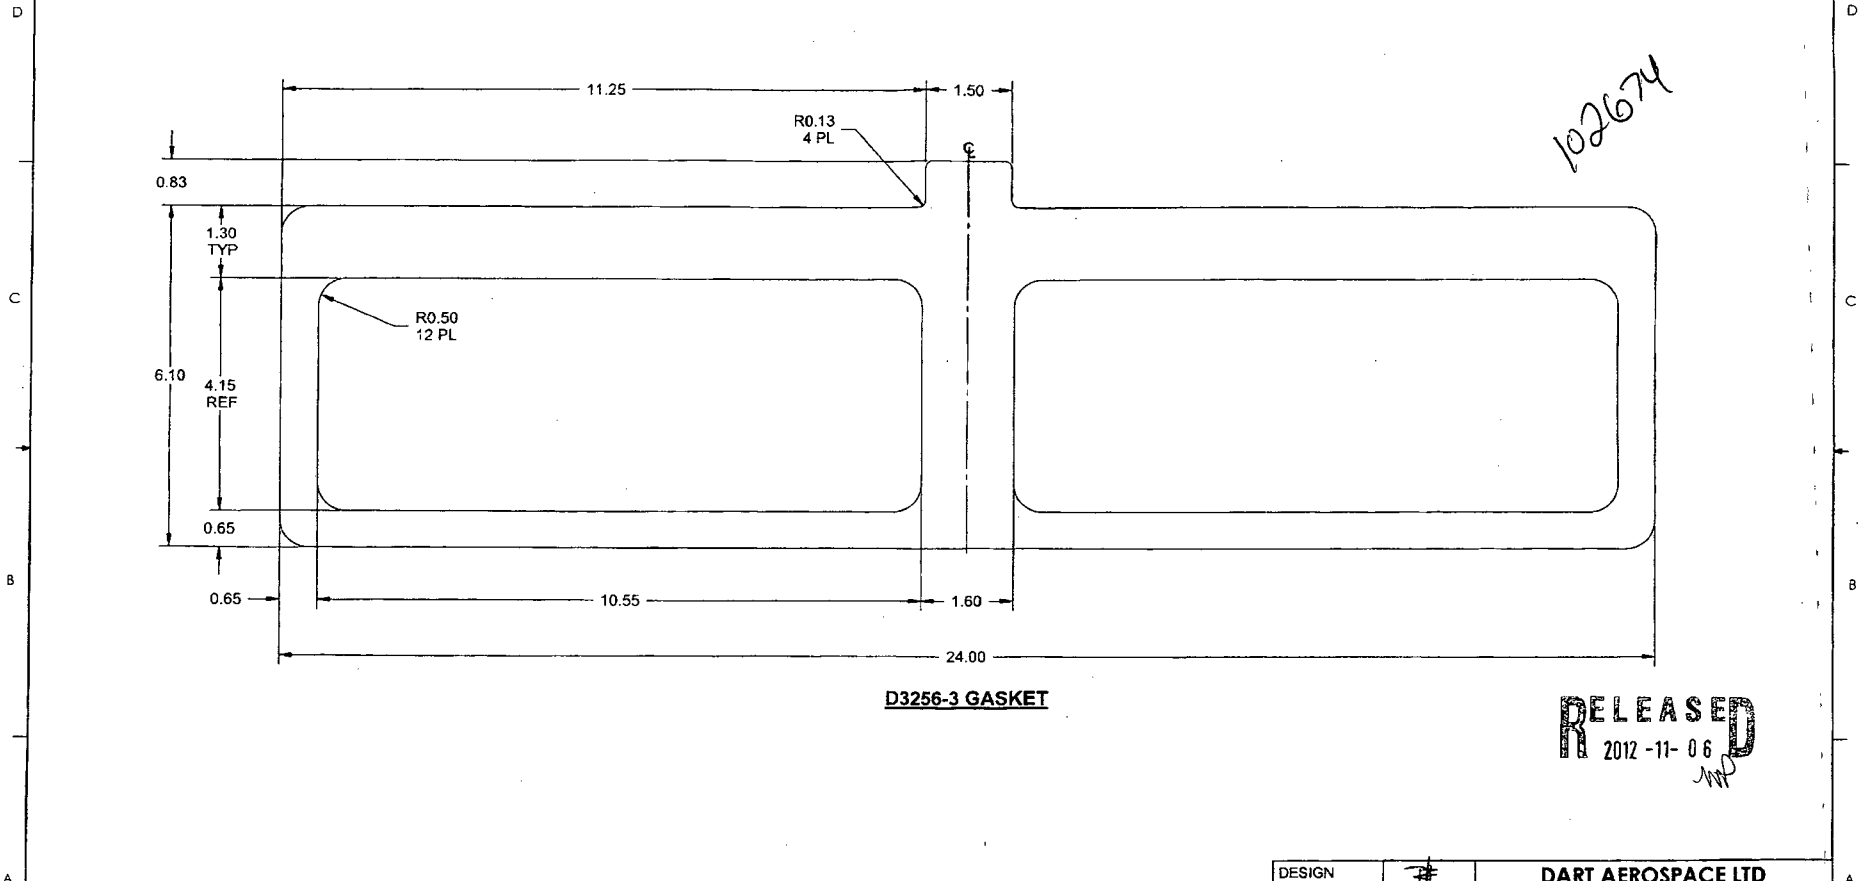 D
D
11.25
1.50
R0.13
4 PL
102674
℄
0.83
1.30
TYP
C
C
R0.50
12 PL
6.10
4.15
REF
0.65
B
B
0.65
10.55
1.60
24.00
D3256-3 GASKET
RELEASED
2012-11-06
DESIGN
DART AEROSPACE LTD
A
A